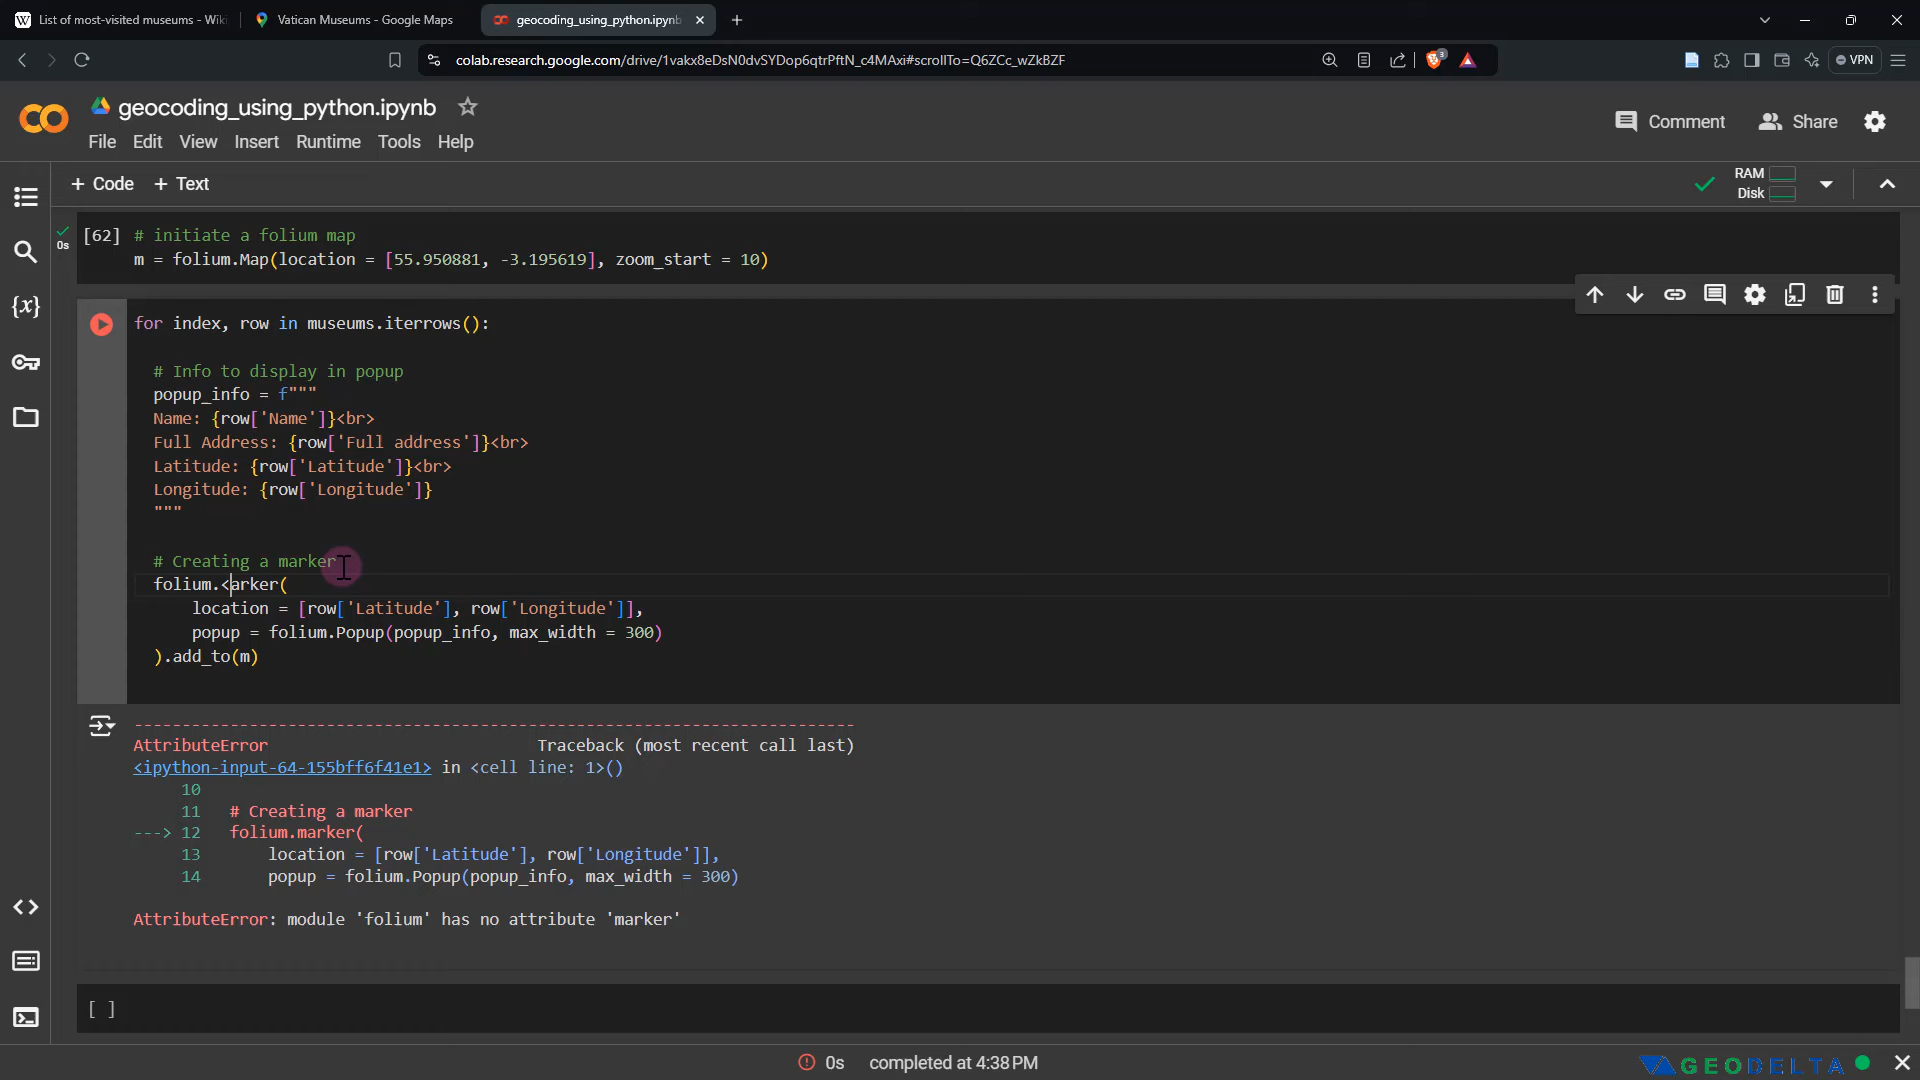 List of most-visited museums - Wiki
Vatican Museums - Google Maps
geocoding_using_python.ipynb
colab.research.google.com/drive/1vakx8eDsN0dvSYDop6qtrPftN_c4MAxi#scrollTo=Q6ZCc_wZkBZF
VPN
geocoding_using_python.ipynb
File Edit View Insert Runtime Tools Help
Comment
Share
+ Code + Text
RAM
Disk
0s
[62] # initiate a folium map
m = folium.Map(location = [55.950881, -3.195619], zoom_start = 10)
for index, row in museums.iterrows():
# Info to display in popup
popup_info = f"""
Name: {row['Name']}<br>
Full Address: {row['Full address']}<br>
Latitude: {row['Latitude']}<br>
Longitude: {row['Longitude']}
"""
# Creating a marker
folium.<arker(
location = [row['Latitude'], row['Longitude']],
popup = folium.Popup(popup_info, max_width = 300)
).add_to(m)
---------------------------------------------------------------------------
AttributeError Traceback (most recent call last)
<ipython-input-64-155bff6f41e1> in <cell line: 1>()
10
11 # Creating a marker
---> 12 folium.marker(
13 location = [row['Latitude'], row['Longitude']],
14 popup = folium.Popup(popup_info, max_width = 300)
AttributeError: module 'folium' has no attribute 'marker'
[ ]
0s completed at 4:38 PM
GEODELTA